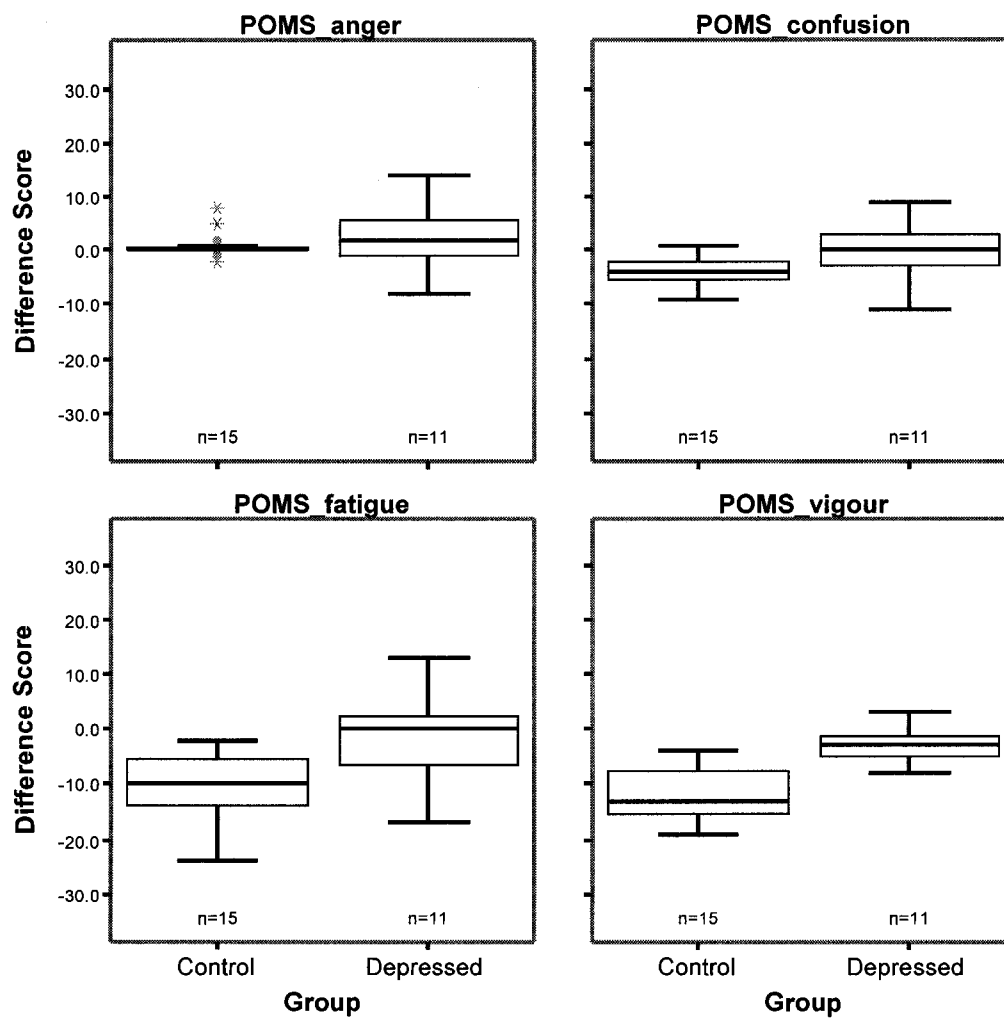 POMS_anger
POMS_confusion
Difference Score
30.0
20.0
10.0
0.0
-10.0
-20.0
-30.0
n=15
n=11
n=15
n=11
POMS_fatigue
POMS_vigour
Difference Score
30.0
20.0
10.0
0.0
-10.0
-20.0
-30.0
n=15
n=11
n=15
n=11
Control
Depressed
Control
Depressed
Group
Group